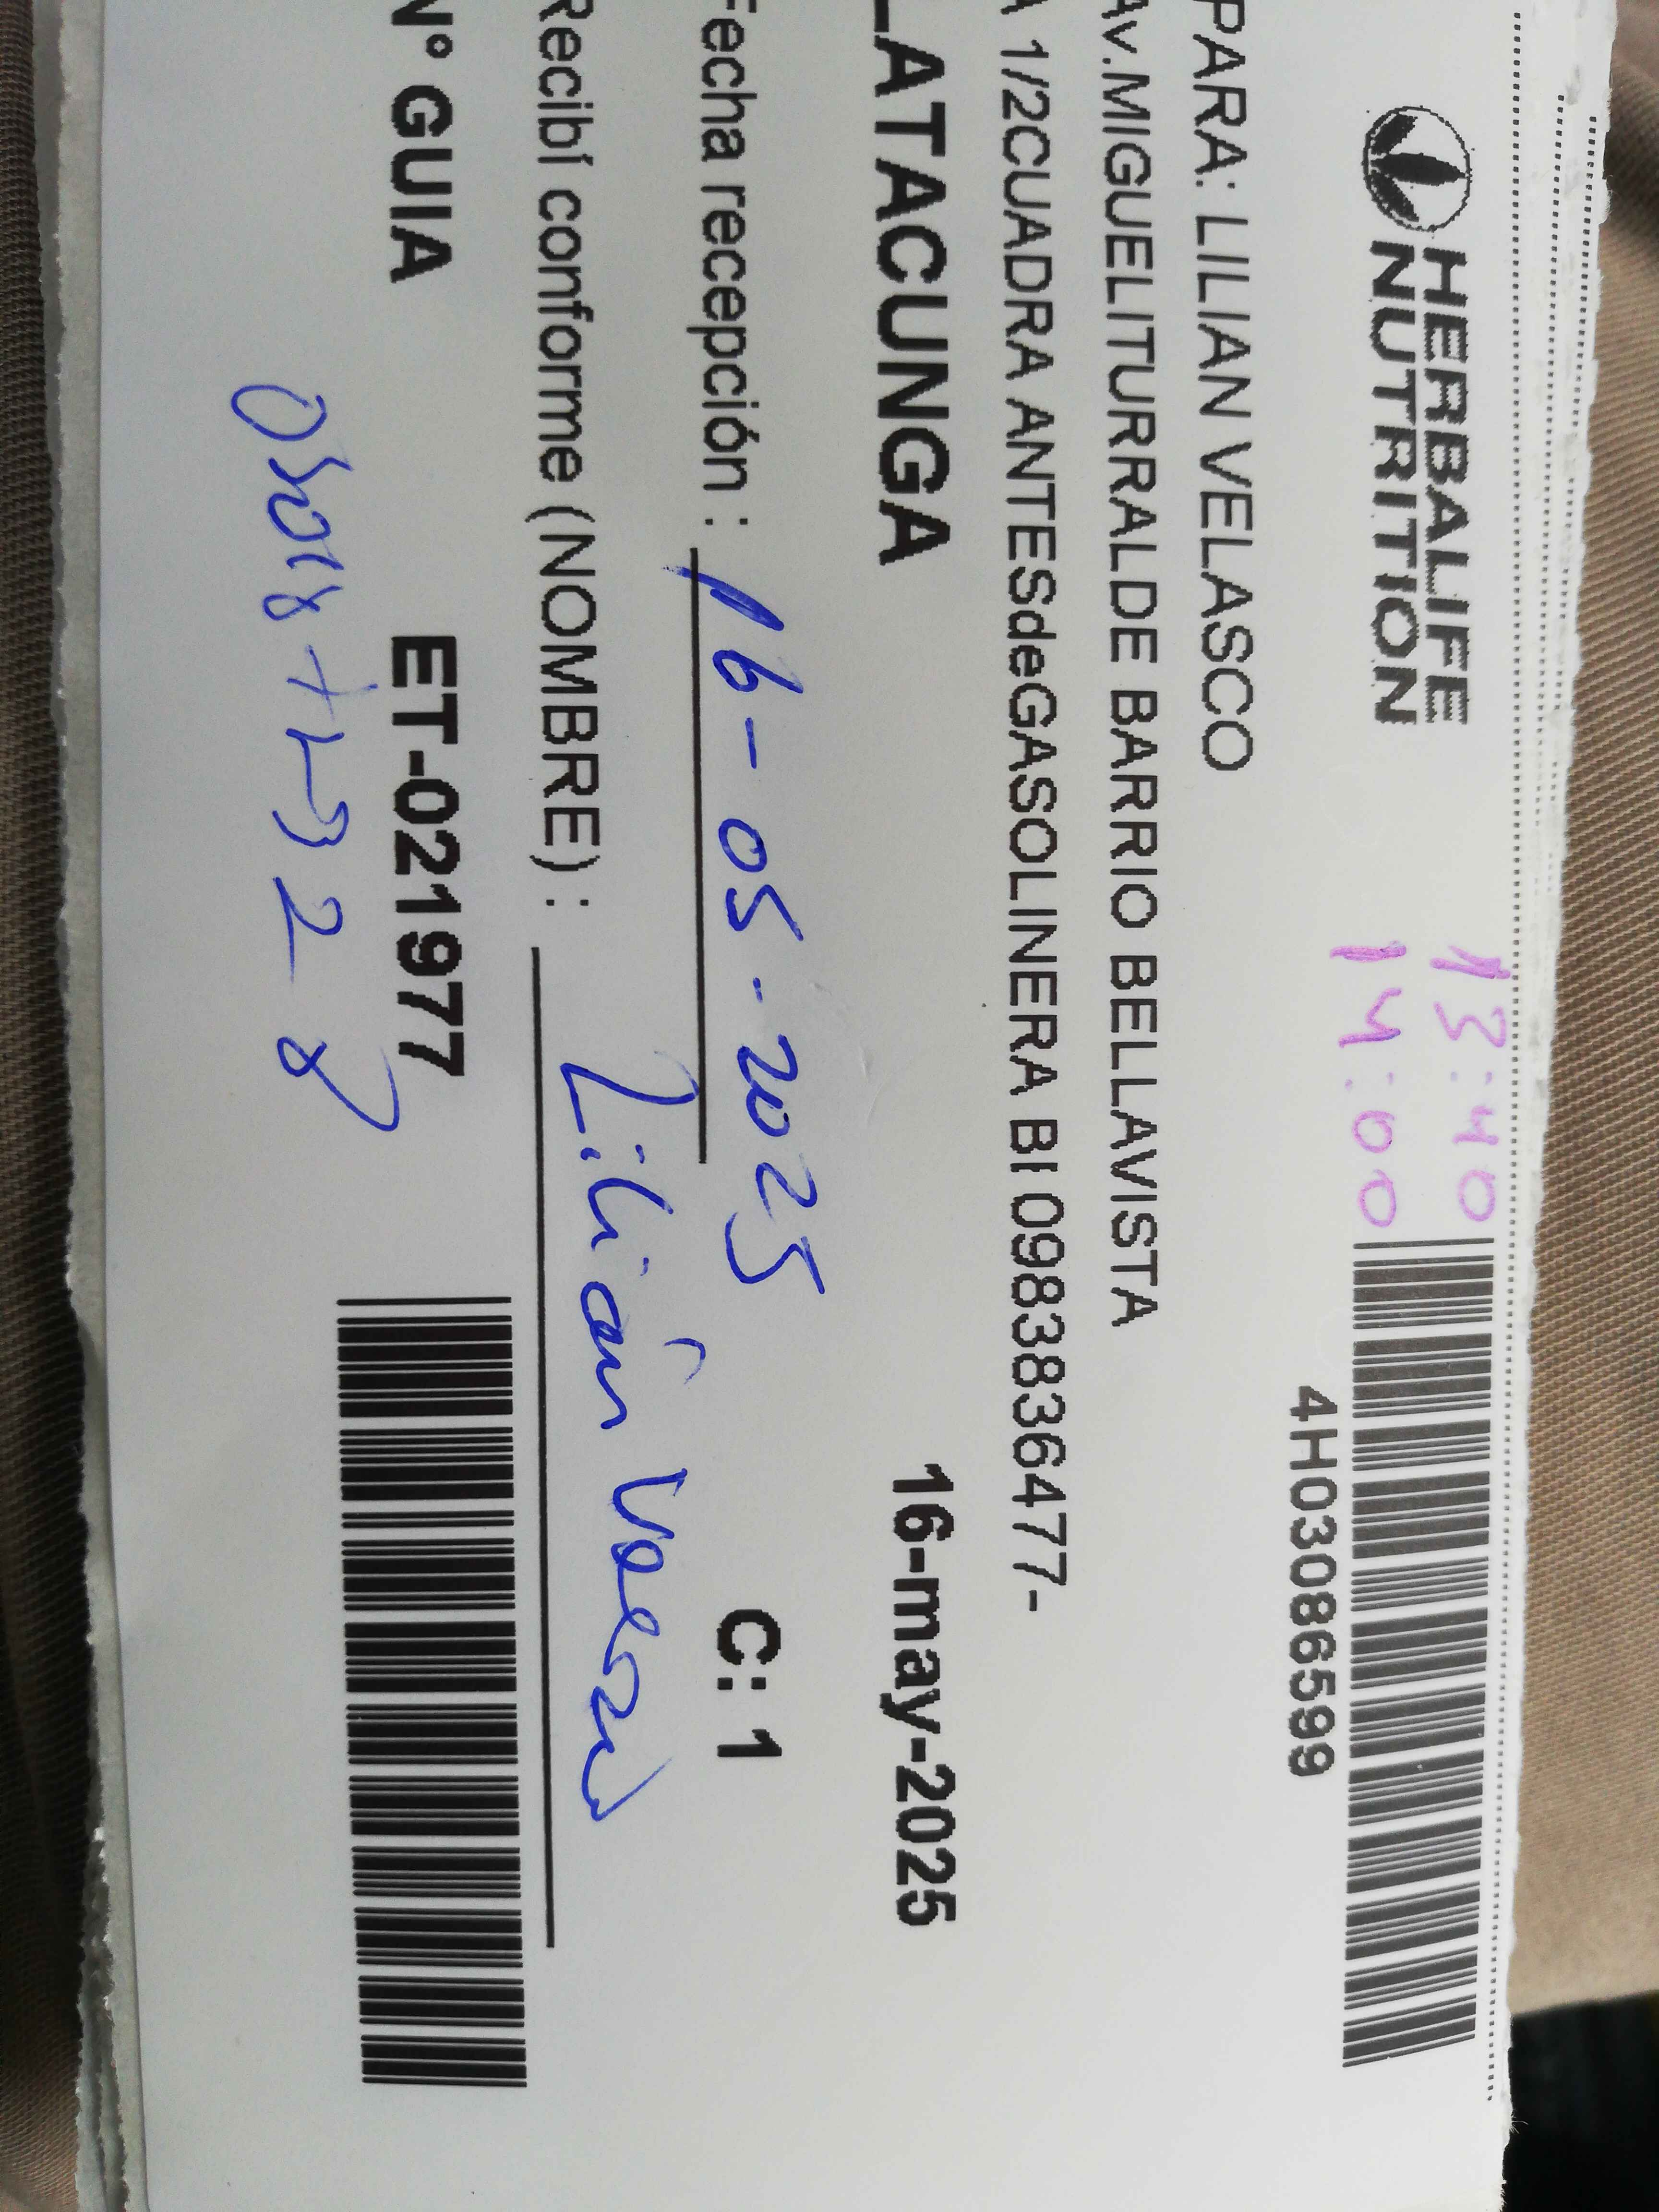 HERBALIFE
NUTRITION
13:40
14:00
4H03086599
PARA: LILIAN VELASCO
Av.MIGUELITURRALDE BARRIO BELLAVISTA
A 1/2CUADRA ANTESdeGASOLINERA BI 0983836477-
LATACUNGA 16-may-2025
Fecha recepción : 16-05-2025 C: 1
Recibí conforme (NOMBRE) : Lilian
N° GUIA ET-021977